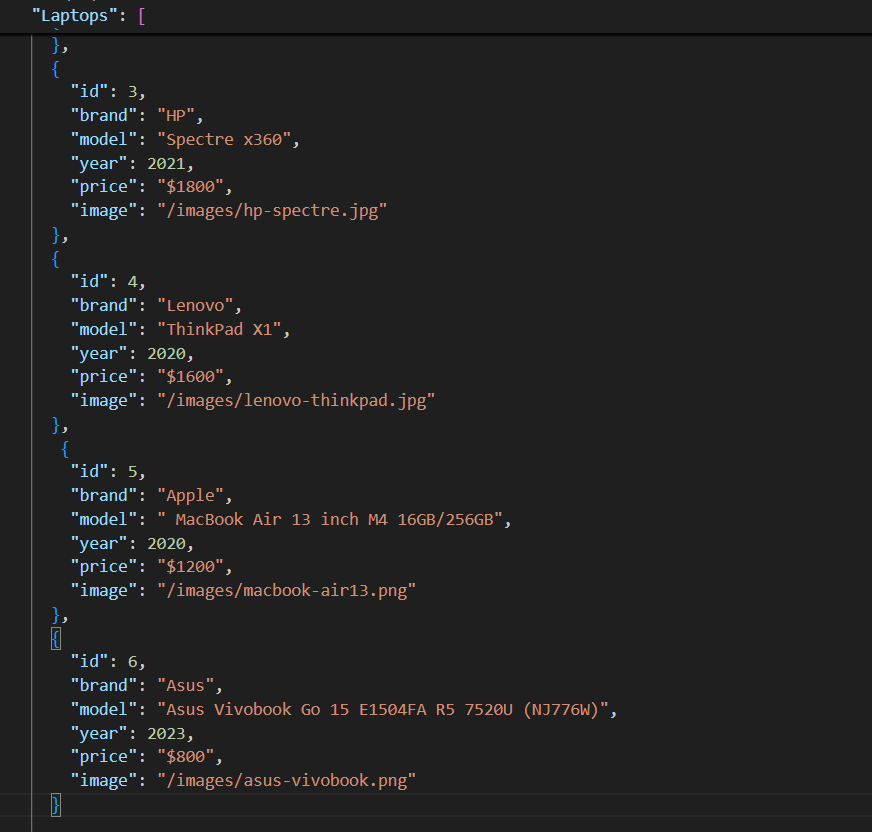 "Laptops": [
},
{
"id": 3,
"brand": "HP",
"model": "Spectre x360",
"year": 2021,
"price": "$1800",
"image": "/images/hp-spectre.jpg"
},
{
"id": 4,
"brand": "Lenovo",
"model": "ThinkPad X1",
"year": 2020,
"price": "$1600",
"image": "/images/lenovo-thinkpad.jpg"
},
{
"id": 5,
"brand": "Apple",
"model": " MacBook Air 13 inch M4 16GB/256GB",
"year": 2020,
"price": "$1200",
"image": "/images/macbook-air13.png"
},
{
"id": 6,
"brand": "Asus",
"model": "Asus Vivobook Go 15 E1504FA R5 7520U (NJ776W)",
"year": 2023,
"price": "$800",
"image": "/images/asus-vivobook.png"
}